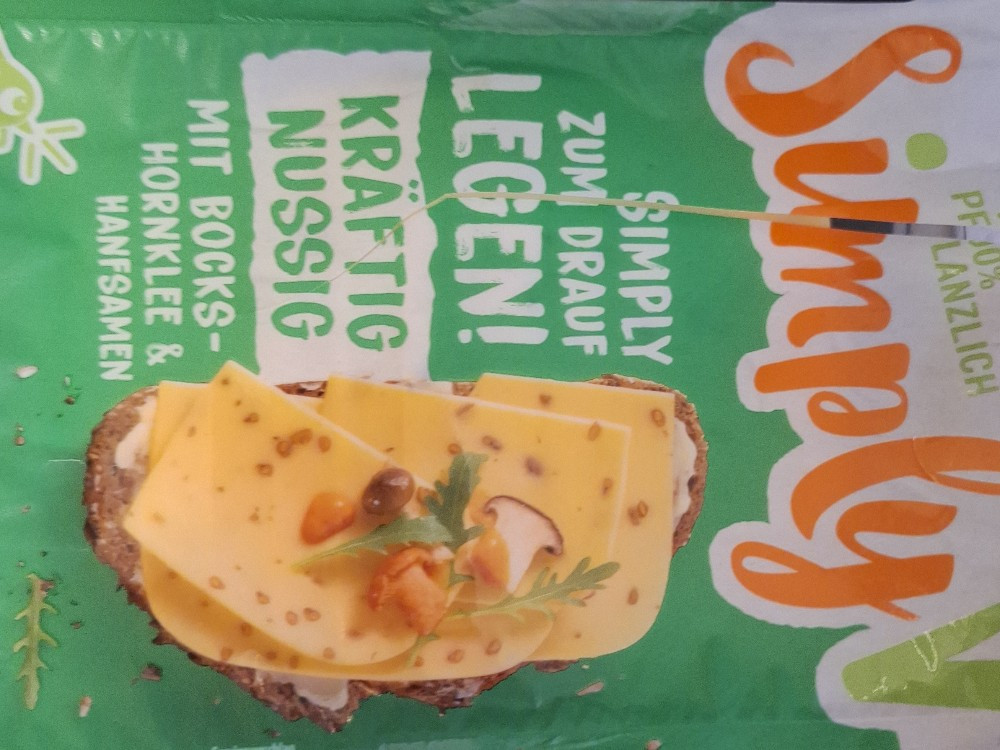 Simply
PFLANZLICH
SIMPLY
ZUM DRAUF
LEGEN!
KRÄFTIG
NUSSIG
MIT BOCKS-
HORNKLEE &
HANFSAMEN